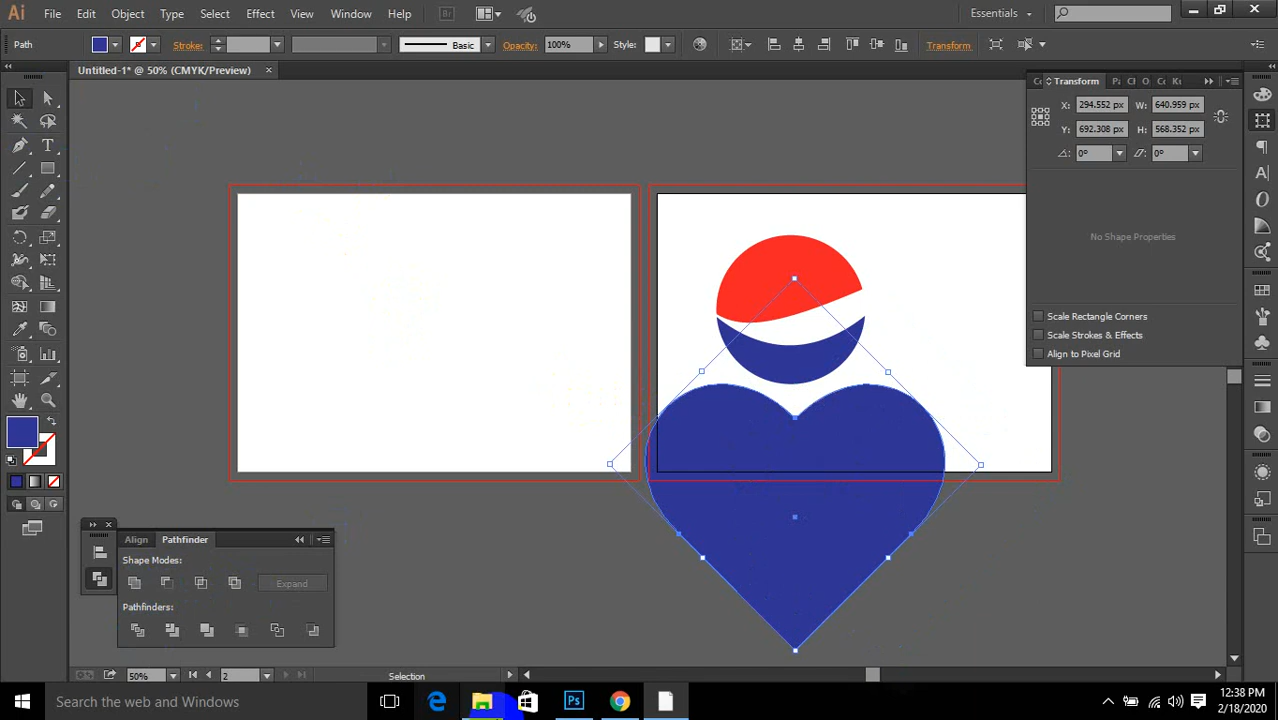 Ai File Edit Object Type Select Effect View Window Help Br Essentials
Path Stroke: Basic Opacity: 100% Style: Transform
Untitled-1* @ 50% (CMYK/Preview) ×
Transform
X: 294.552 px W: 640.959 px
Y: 692.308 px H: 568.352 px
0° 0°
No Shape Properties
Scale Rectangle Corners
Scale Strokes & Effects
Align to Pixel Grid
Align Pathfinder
Shape Modes:
Expand
Pathfinders:
50% 2 Selection
Search the web and Windows
Ps
12:38 PM
2/18/2020